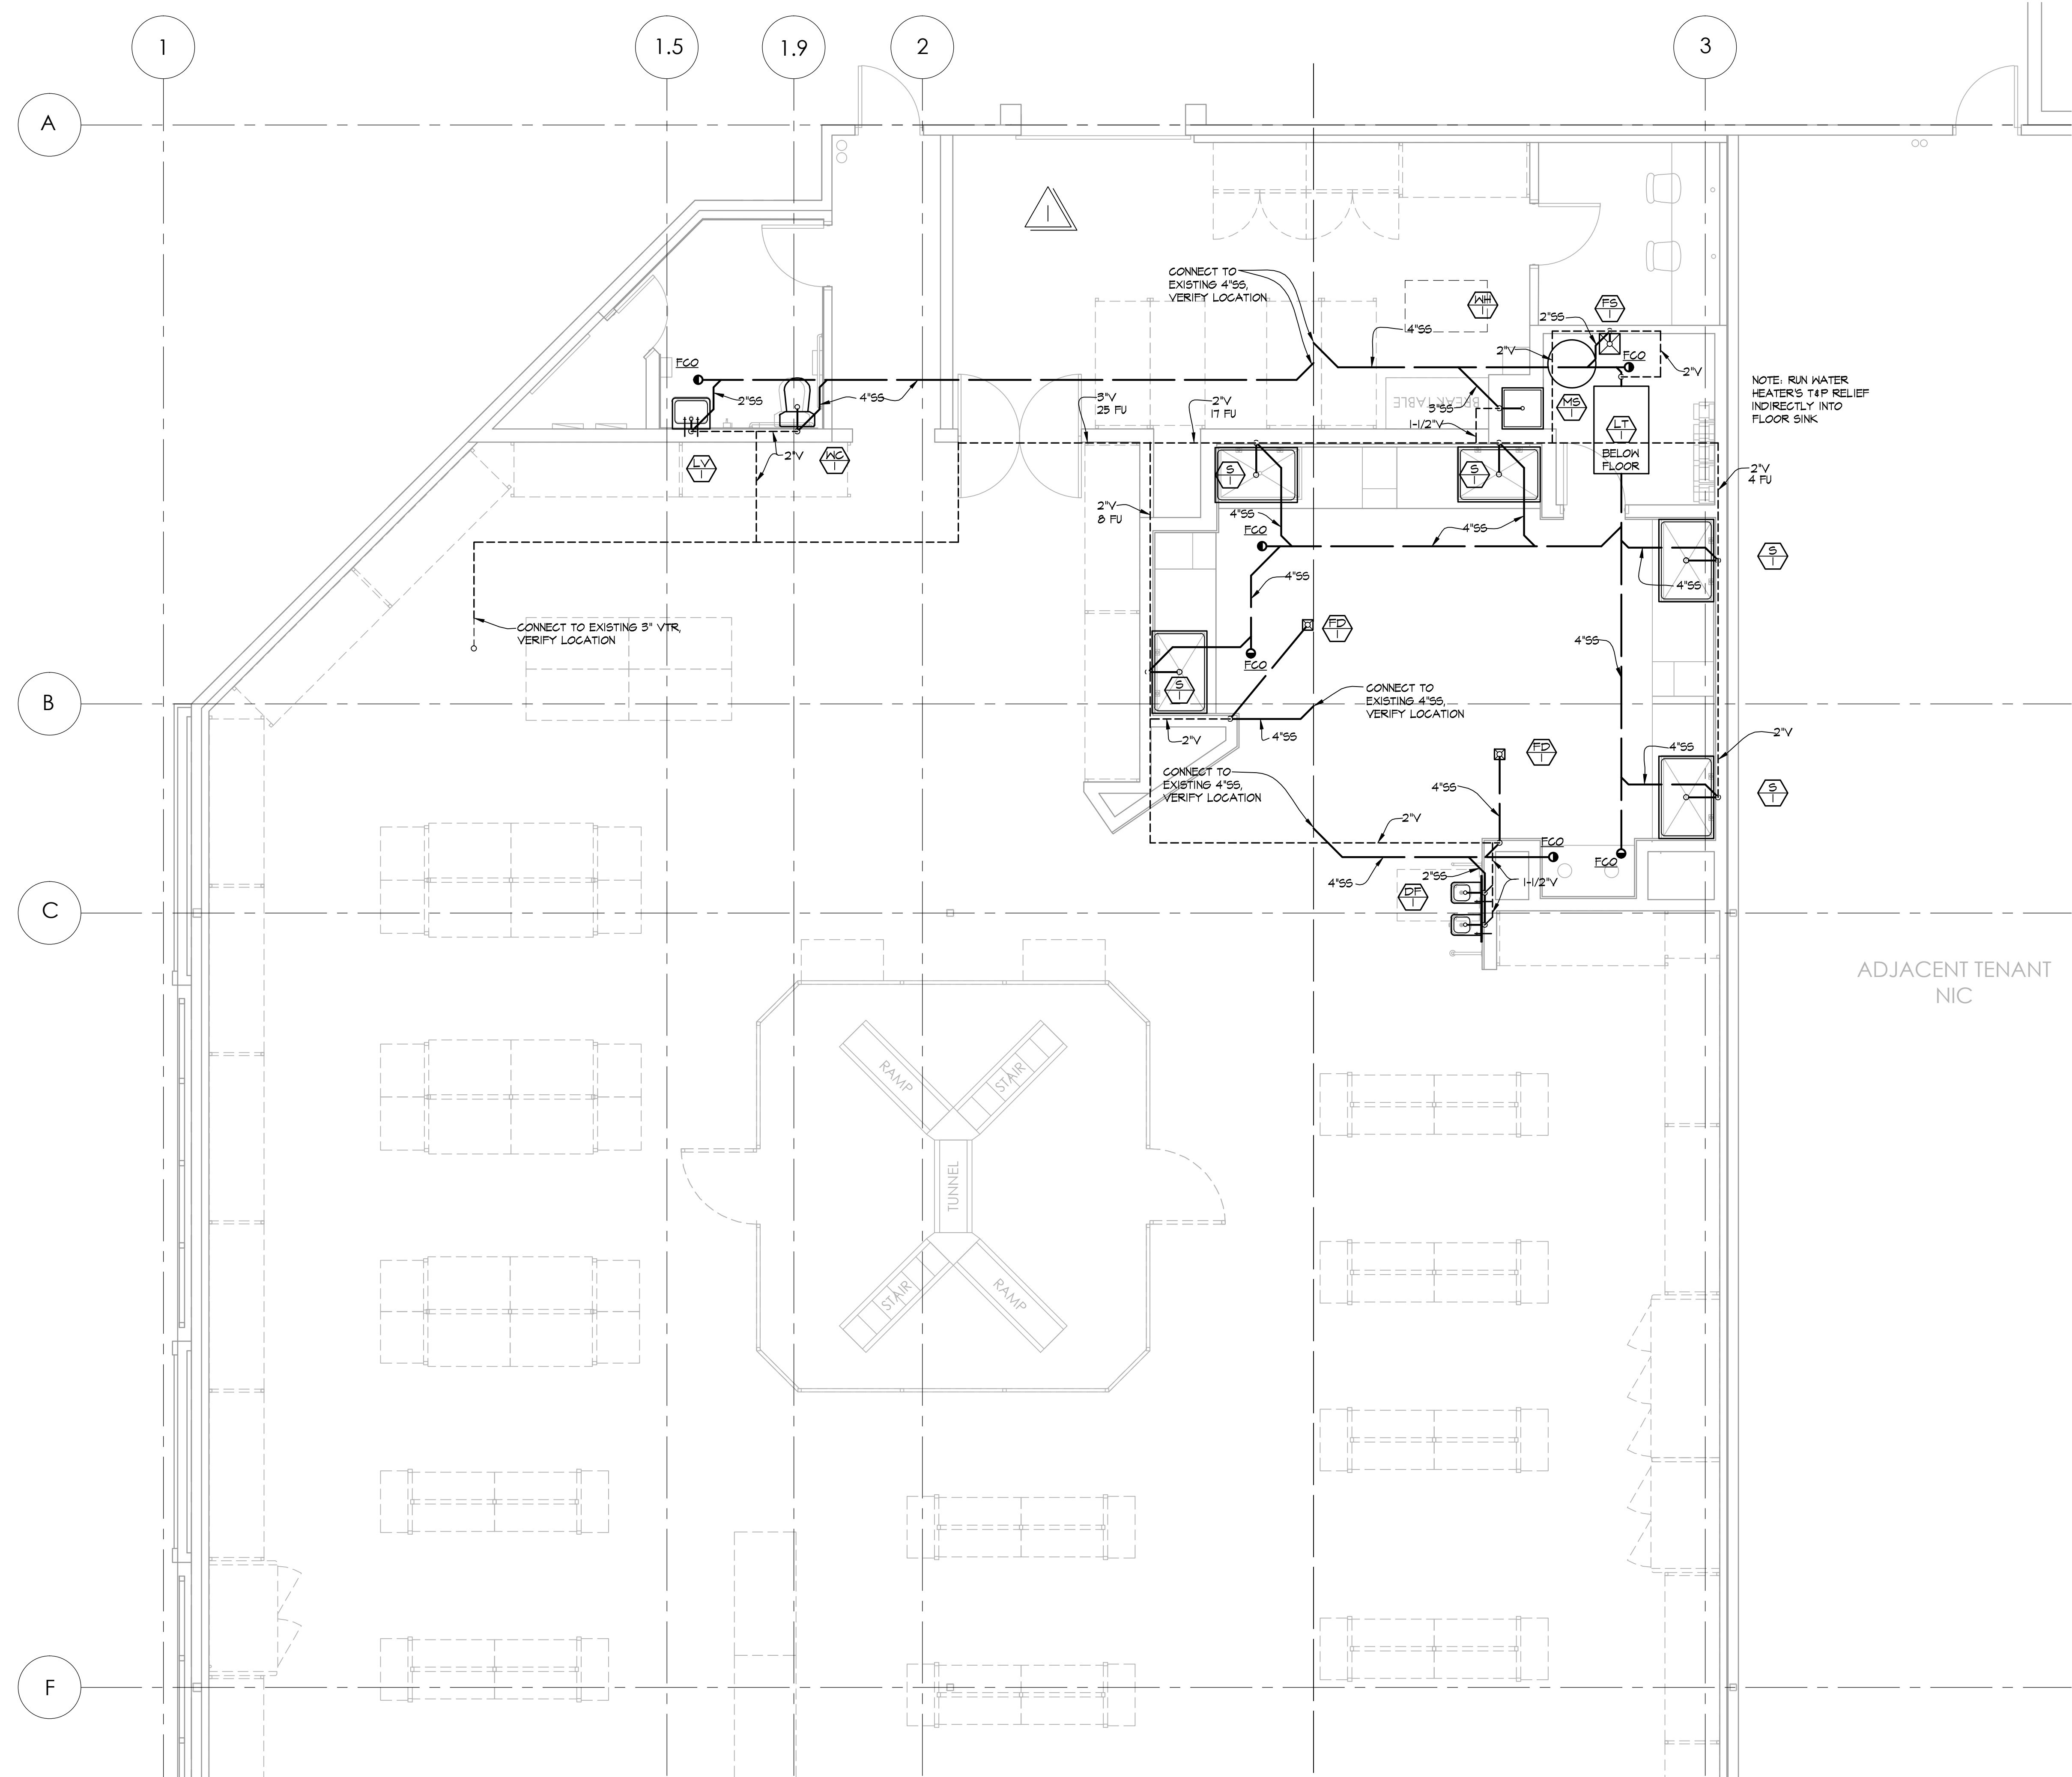 1
1.5
1.9
2
3
A
1
CONNECT TO
EXISTING 4"SS,
VERIFY LOCATION
WH
1
FS
1
2"SS
4"SS
2"V
FCO
2"V
FCO
NOTE: RUN WATER
HEATER'S T&P RELIEF
INDIRECTLY INTO
FLOOR SINK
2"SS
4"SS
3"V
25 FU
2"V
17 FU
BREAK TABLE
3"SS
1-1/2"V
MS
1
LT
1
BELOW
FLOOR
2"V
LV
1
WC
1
S
1
S
1
2"V
4 FU
2"V
8 FU
4"SS
FCO
4"SS
S
1
4"SS
4"SS
CONNECT TO EXISTING 3" VTR,
VERIFY LOCATION
FD
1
4"SS
FCO
S
1
B
CONNECT TO
EXISTING 4"SS,
VERIFY LOCATION
2"V
4"SS
2"V
4"SS
FD
1
CONNECT TO
EXISTING 4"SS,
VERIFY LOCATION
4"SS
S
1
2"V
FCO
FCO
4"SS
2"SS
1-1/2"V
DF
1
C
ADJACENT TENANT
NIC
RAMP
STAIR
TUNNEL
STAIR
RAMP
F